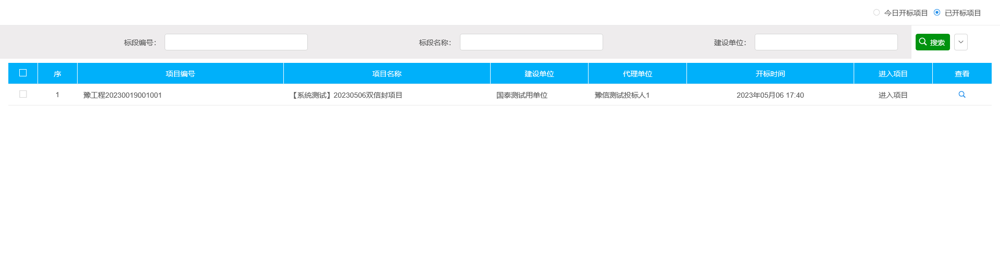 今日开标项目 已开标项目
标段编号： 标段名称： 建设单位： 搜索
序 项目编号 项目名称 建设单位 代理单位 开标时间 进入项目 查看
1 豫工程20230019001001 【系统测试】20230506双信封项目 国泰测试用单位 豫信测试投标人1 2023年05月06 17:40 进入项目